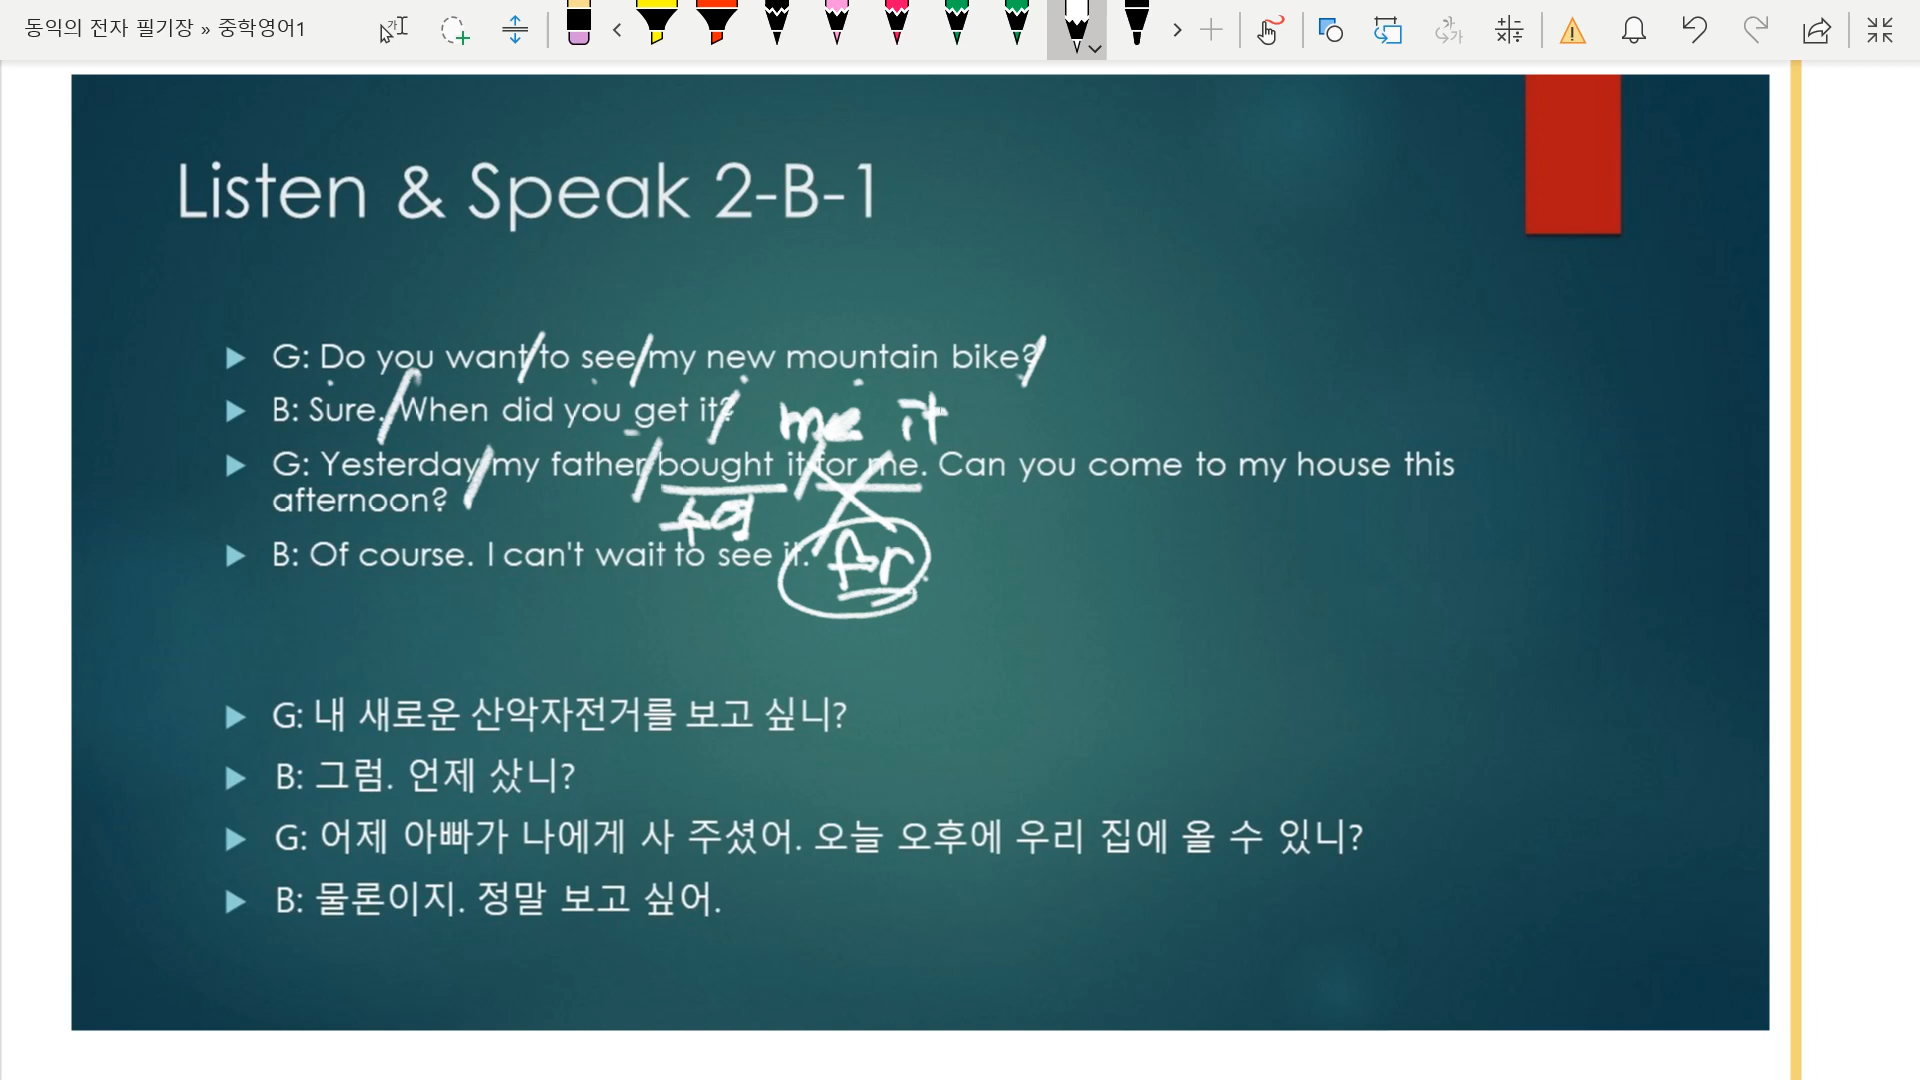 동익의 전자 필기장 » 중학영어1
Listen & Speak 2-B-1
G: Do you want to see my new mountain bike?
B: Sure. When did you get it?
me it
G: Yesterday my father bought it for me. Can you come to my house this
afternoon?
B: Of course. I can't wait to see it.
G: 내 새로운 산악자전거를 보고 싶니?
B: 그럼. 언제 샀니?
G: 어제 아빠가 나에게 사 주셨어. 오늘 오후에 우리 집에 올 수 있니?
B: 물론이지. 정말 보고 싶어.